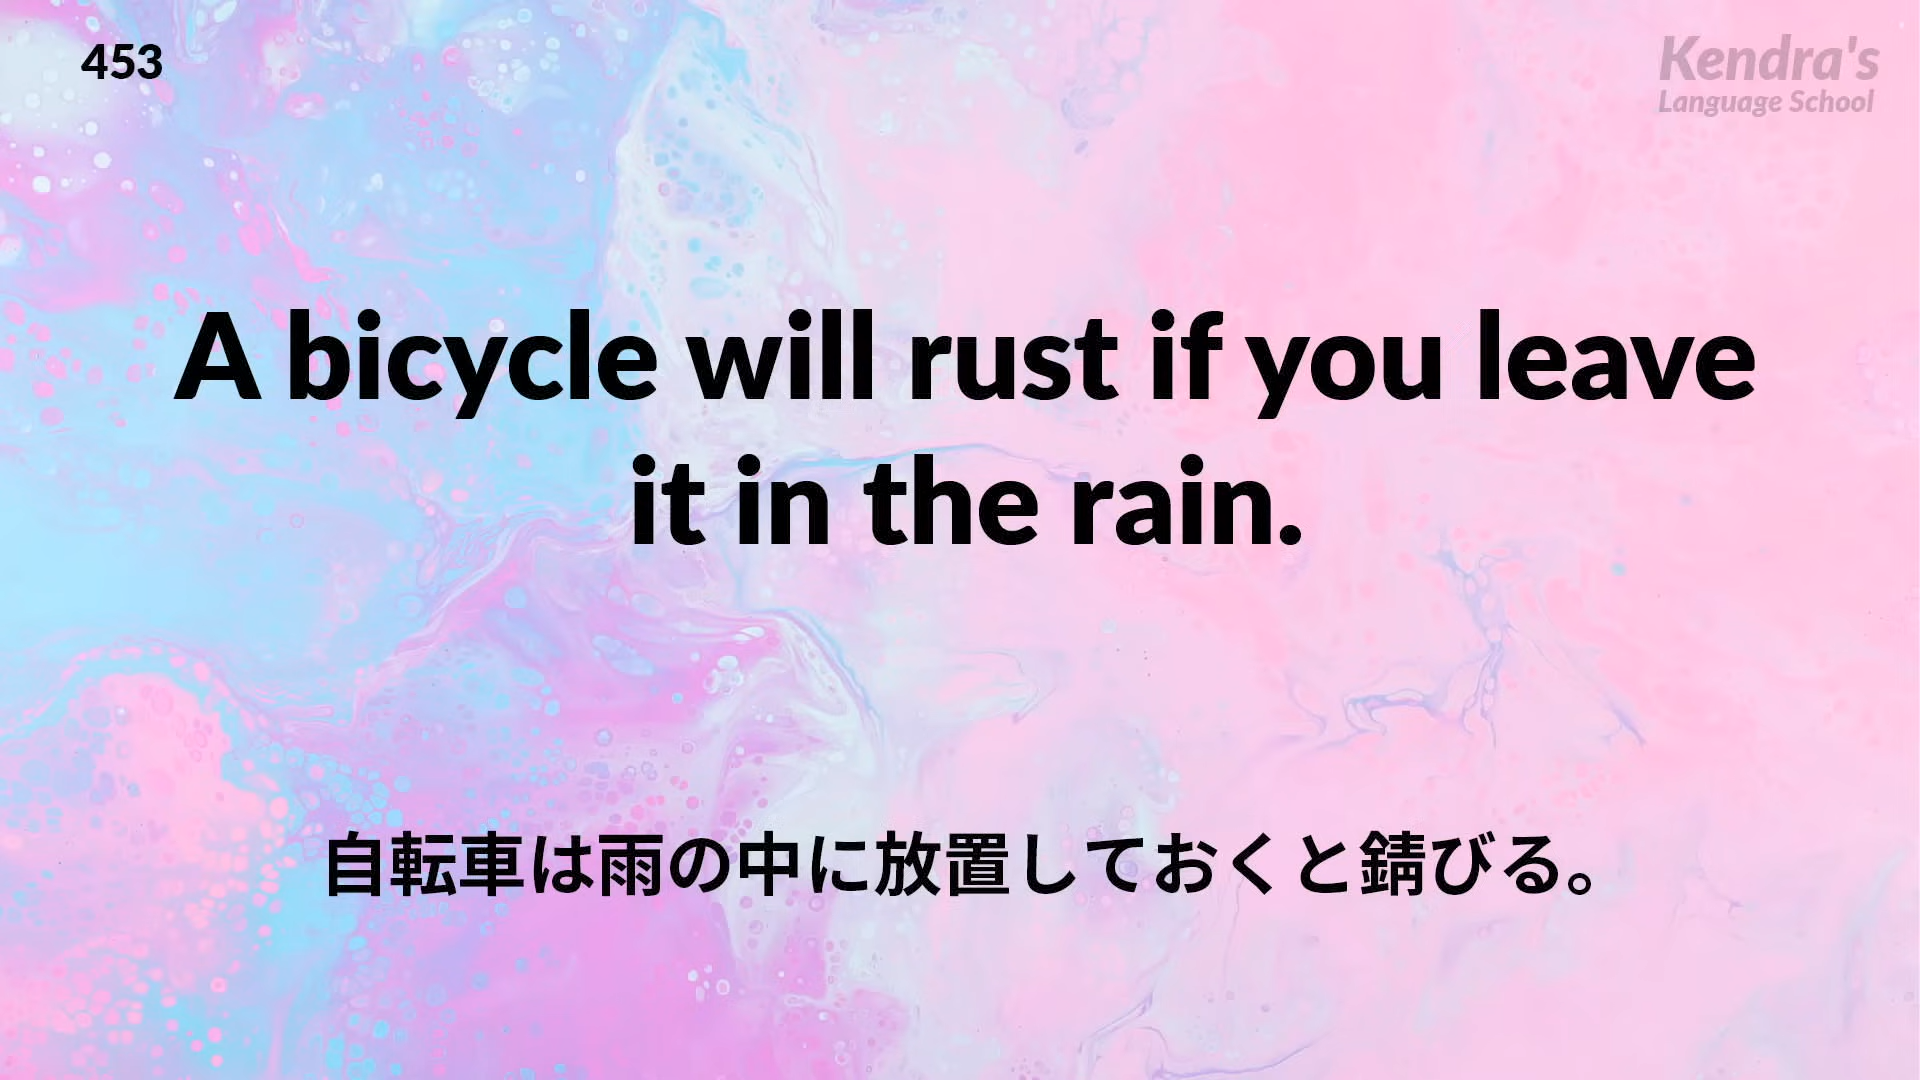 453
Kendra's
Language School
A bicycle will rust if you leave
it in the rain.
自転車は雨の中に放置しておくと錆びる。